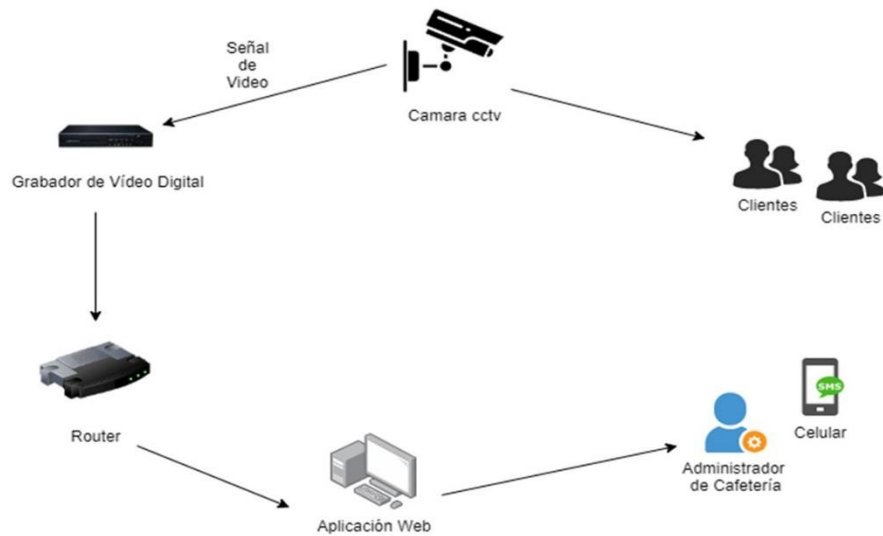 Señal
de
Video
Camara cctv
Grabador de Vídeo Digital
Clientes
Clientes
Router
SMS
Celular
Administrador
de Cafetería
Aplicación Web